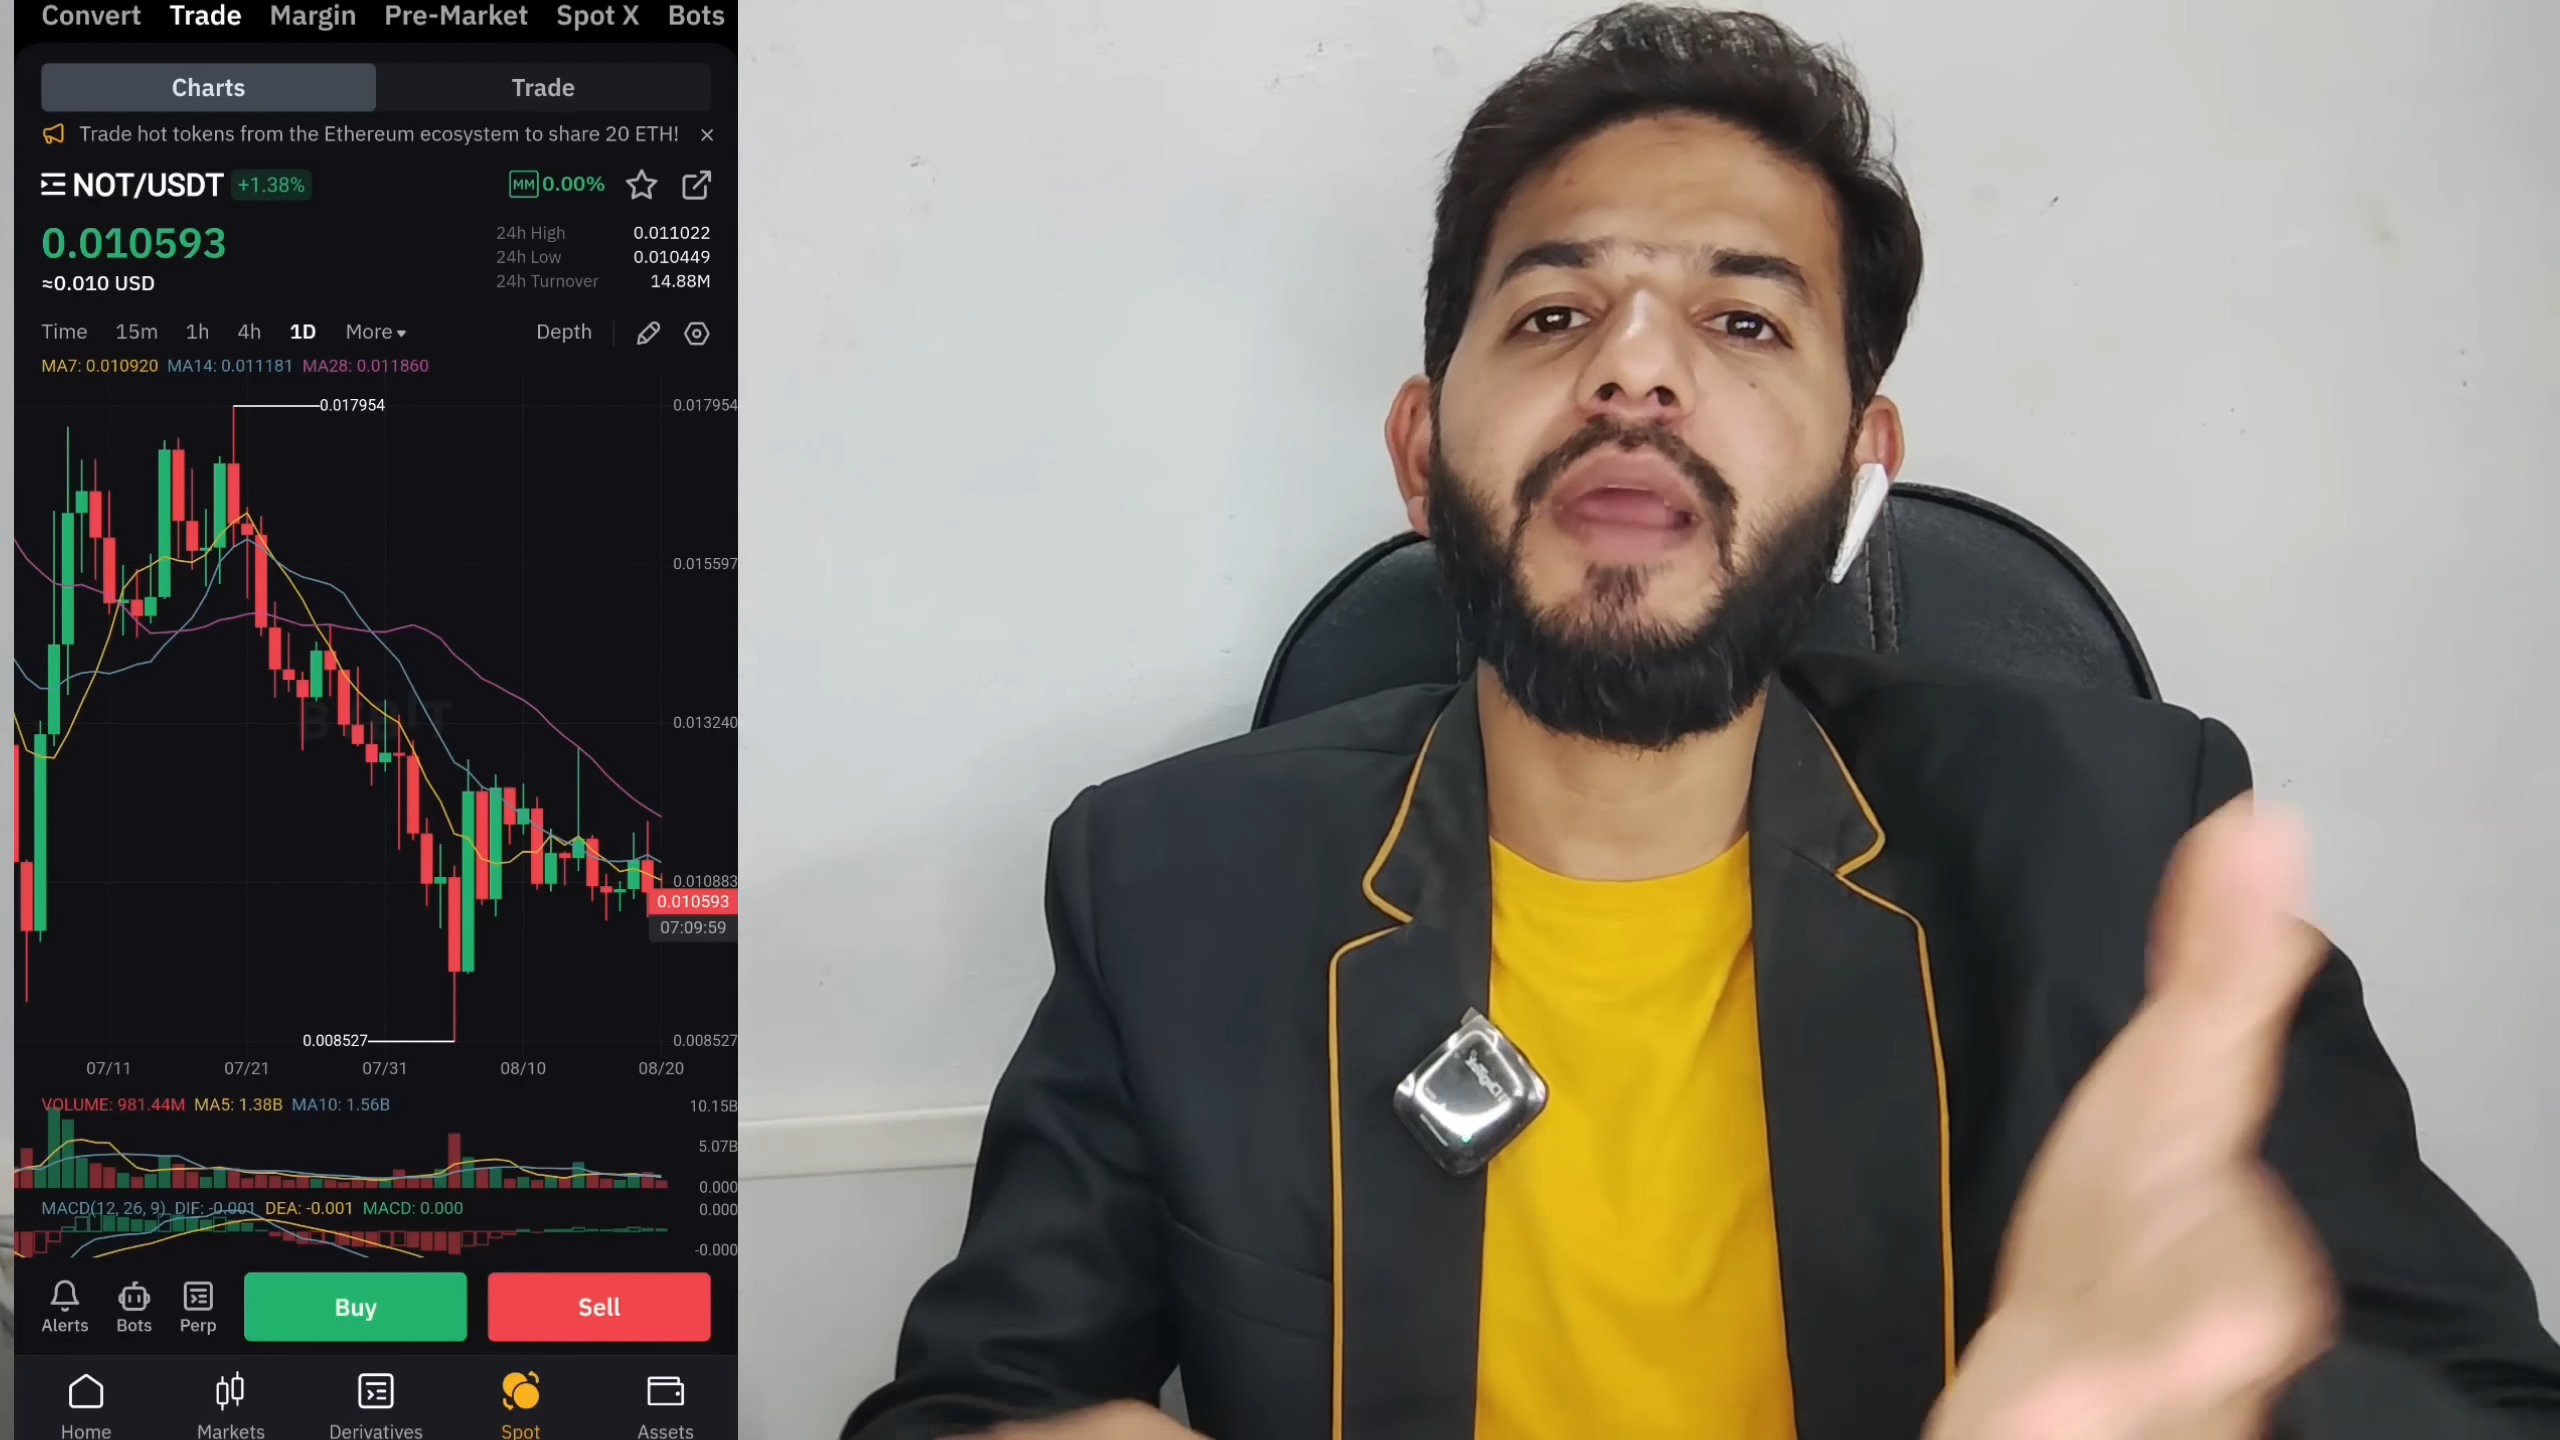 Convert Trade Margin Pre-Market Spot X Bots
Charts Trade
Trade hot tokens from the Ethereum ecosystem to share 20 ETH!
NOT/USDT +1.38% MM 0.00%
0.010593
≈0.010 USD
24h High 0.011022
24h Low 0.010449
24h Turnover 14.88M
Time 15m 1h 4h 1D More Depth
MA7: 0.010920 MA14: 0.011181 MA28: 0.011860
0.017954 0.017954
0.015597
0.013240
0.010883
0.010593
07:09:59
0.008527 0.008527
07/11 07/21 07/31 08/10 08/20
VOLUME: 981.44M MA5: 1.38B MA10: 1.56B 10.15B
5.07B
0.000
MACD(12, 26, 9) DIF: -0.001 DEA: -0.001 MACD: 0.000 0.000
-0.000
Alerts Bots Perp Buy Sell
Home Markets Derivatives Spot Assets